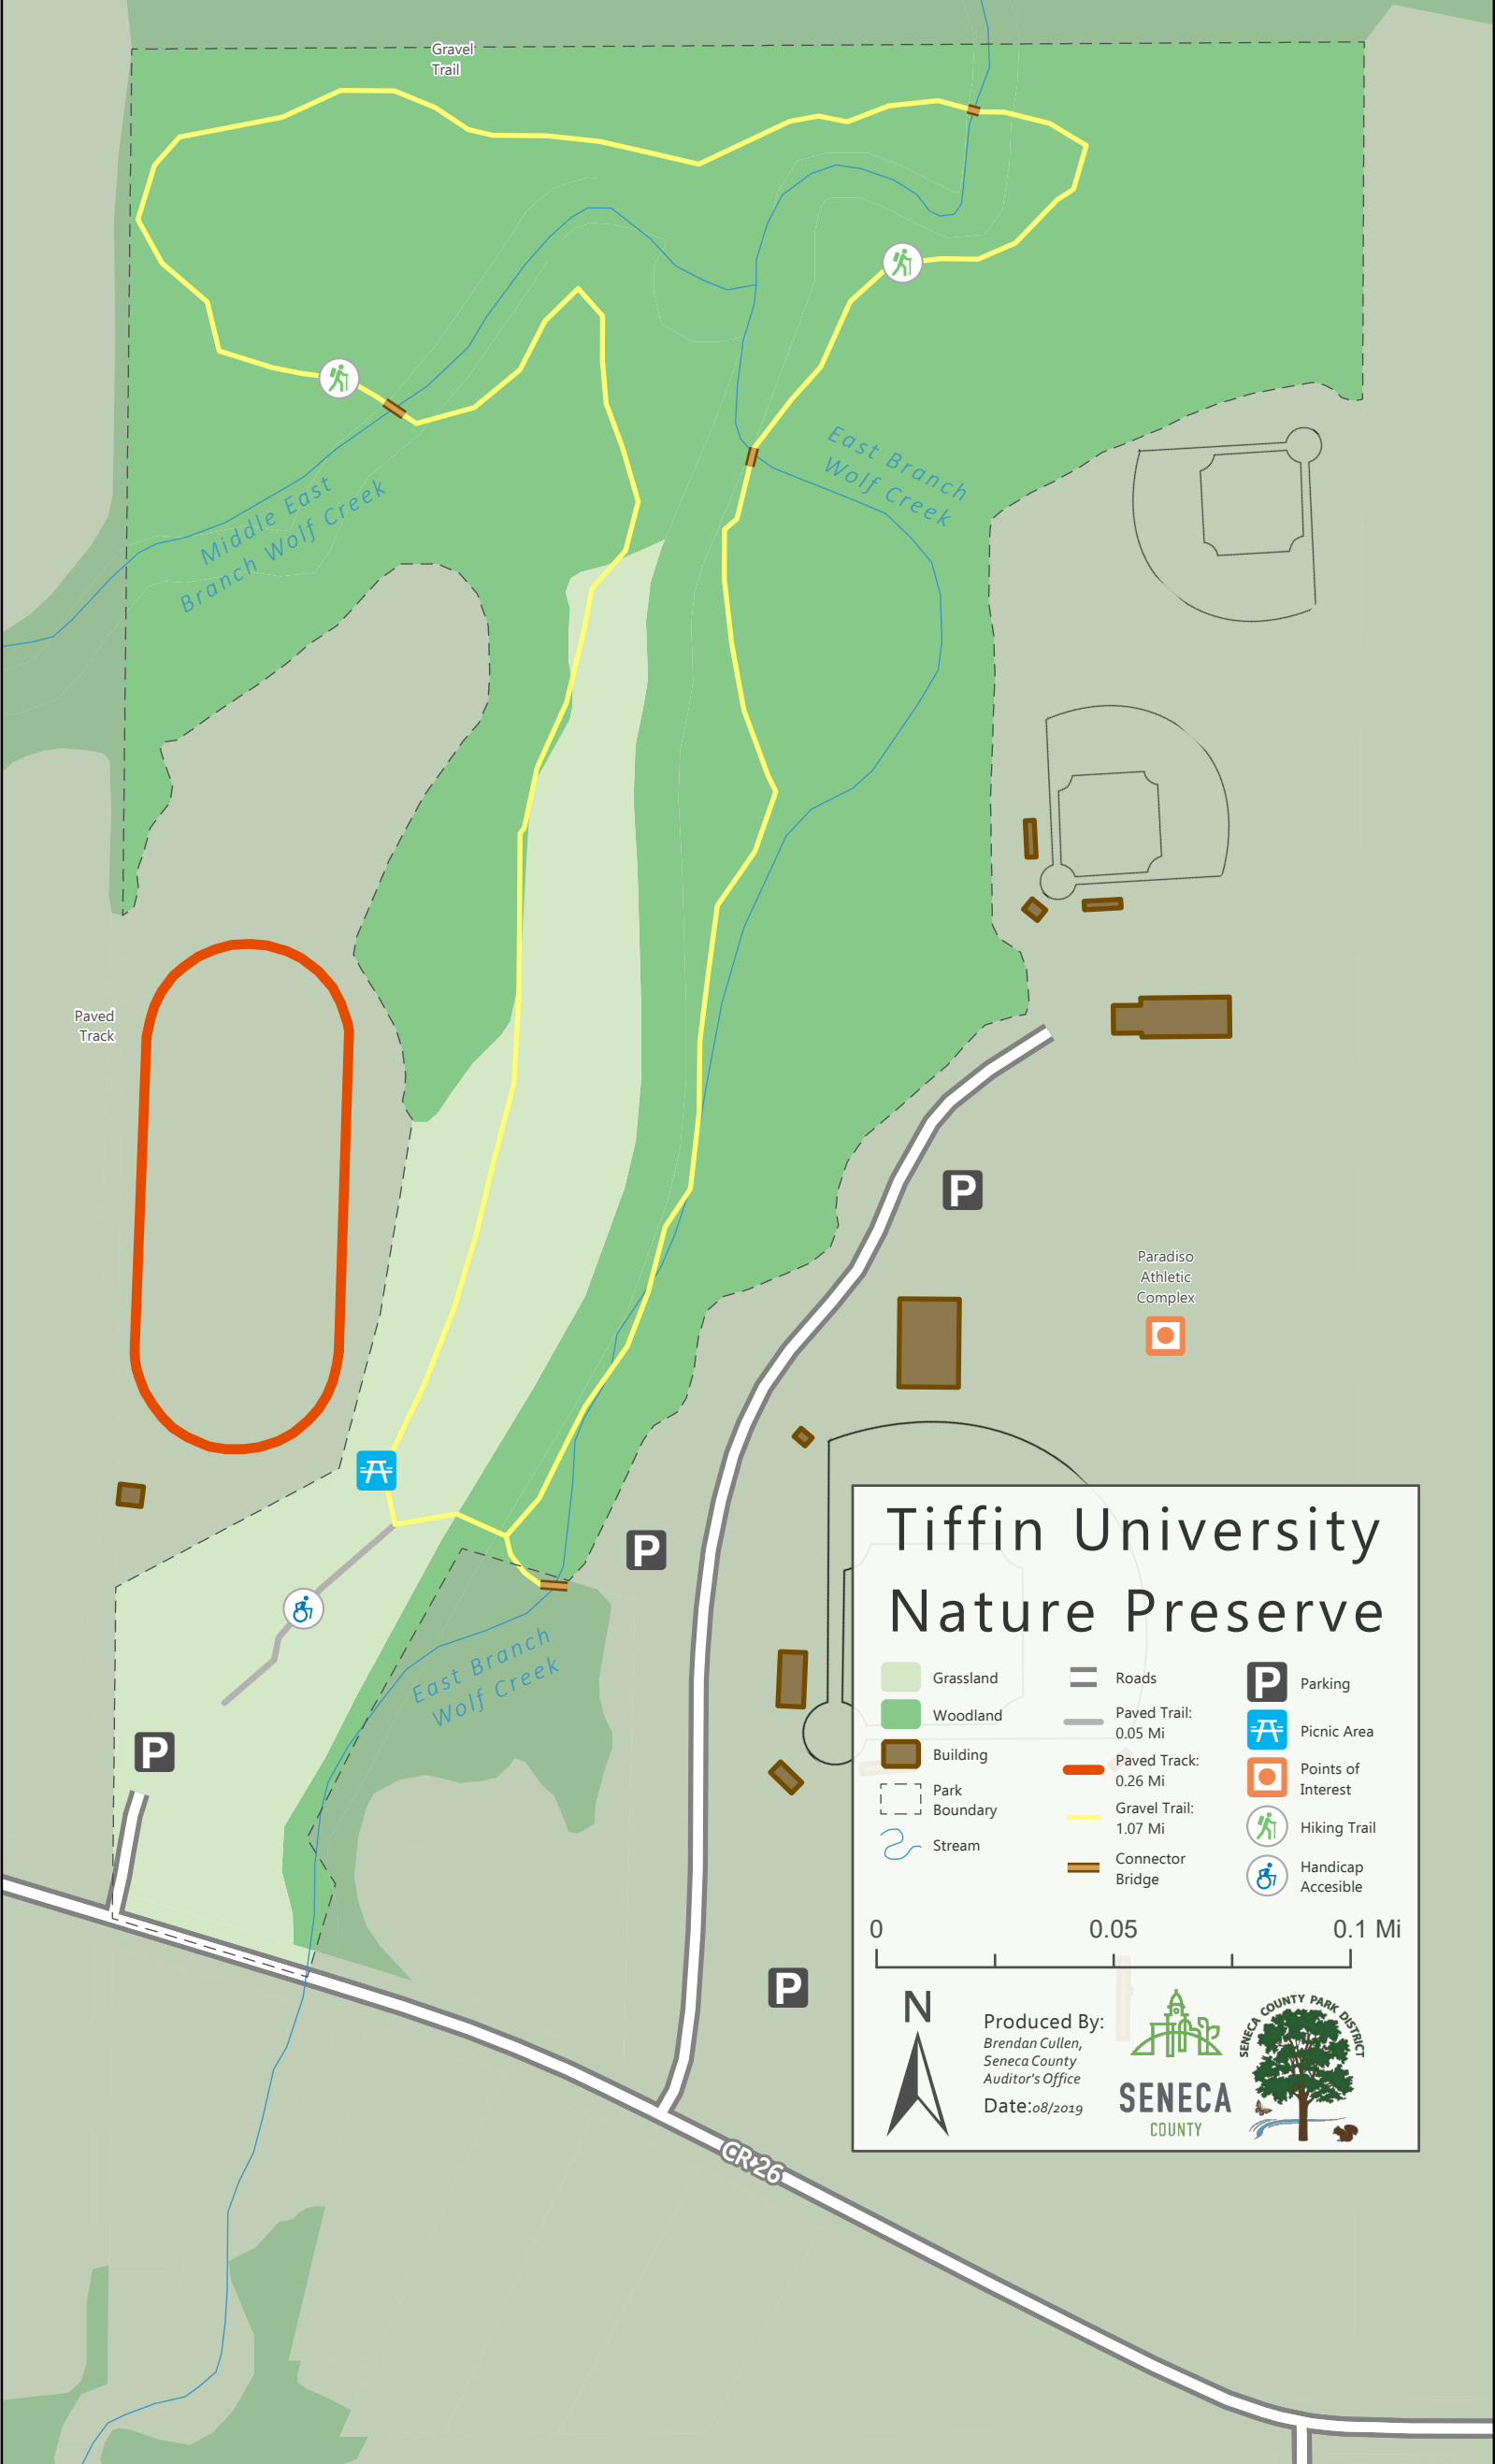 Gravel
Trail
East Branch
Wolf Creek
Middle East
Branch Wolf Creek
Paved
Track
P
Paradiso
Athletic
Complex
P
East Branch
Wolf Creek
P
P
CR 26
Tiffin University
Nature Preserve
Grassland
Woodland
Building
Park
Boundary
Stream
Roads
Paved Trail:
0.05 Mi
Paved Track:
0.26 Mi
Gravel Trail:
1.07 Mi
Connector
Bridge
P
Parking
Picnic Area
Points of
Interest
Hiking Trail
Handicap
Accesible
0 0.05 0.1 Mi
N
Produced By:
Brendan Cullen,
Seneca County
Auditor's Office
Date:08/2019
SENECA
COUNTY
SENECA COUNTY PARK DISTRICT